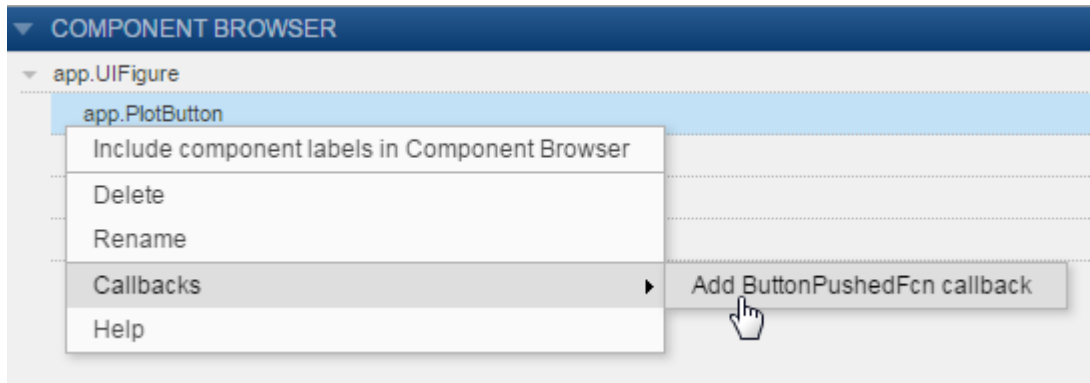 COMPONENT BROWSER
app.UIFigure
app.PlotButton
Include component labels in Component Browser
Delete
Rename
Callbacks
Add ButtonPushedFcn callback
Help